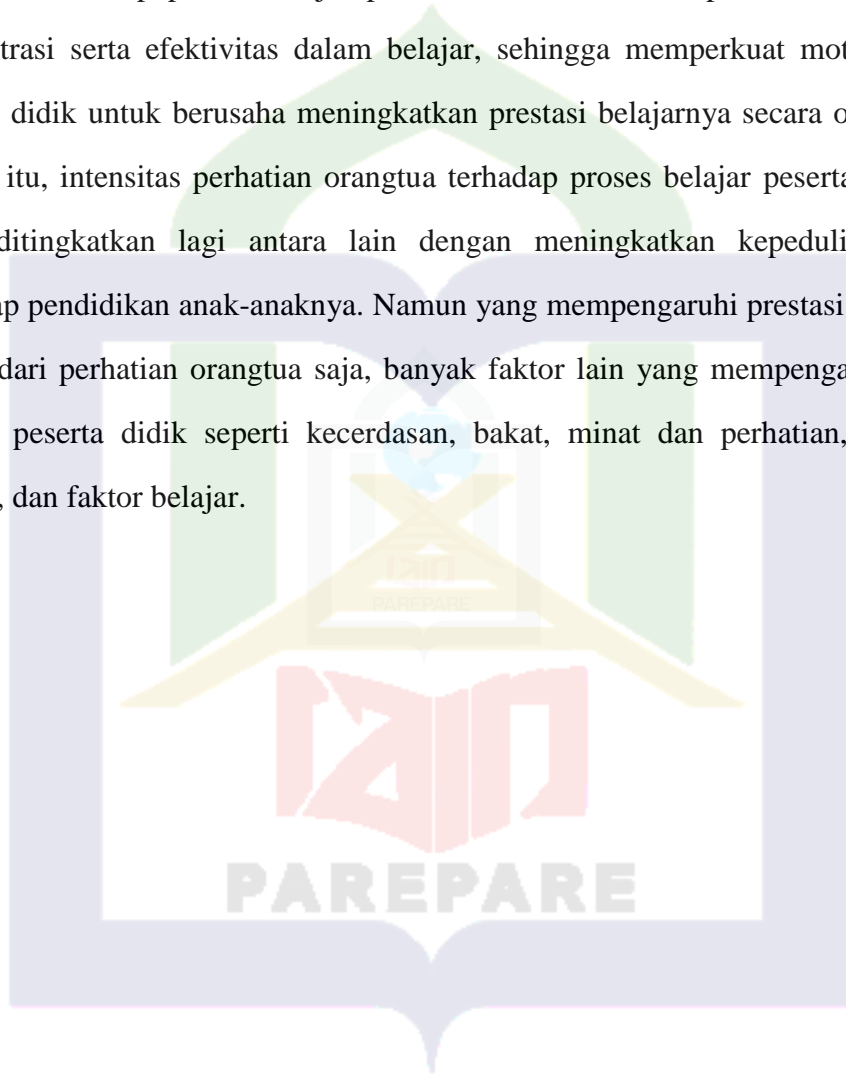 trasi serta efektivitas dalam belajar, sehingga memperkuat mot
didik untuk berusaha meningkatkan prestasi belajarnya secara o
itu, intensitas perhatian orangtua terhadap proses belajar peserta
ditingkatkan lagi antara lain dengan meningkatkan kepeduli
ap pendidikan anak-anaknya. Namun yang mempengaruhi prestasi
dari perhatian orangtua saja, banyak faktor lain yang mempenga
peserta didik seperti kecerdasan, bakat, minat dan perhatian,
, dan faktor belajar.
iain
PAREPARE
iain
PAREPARE